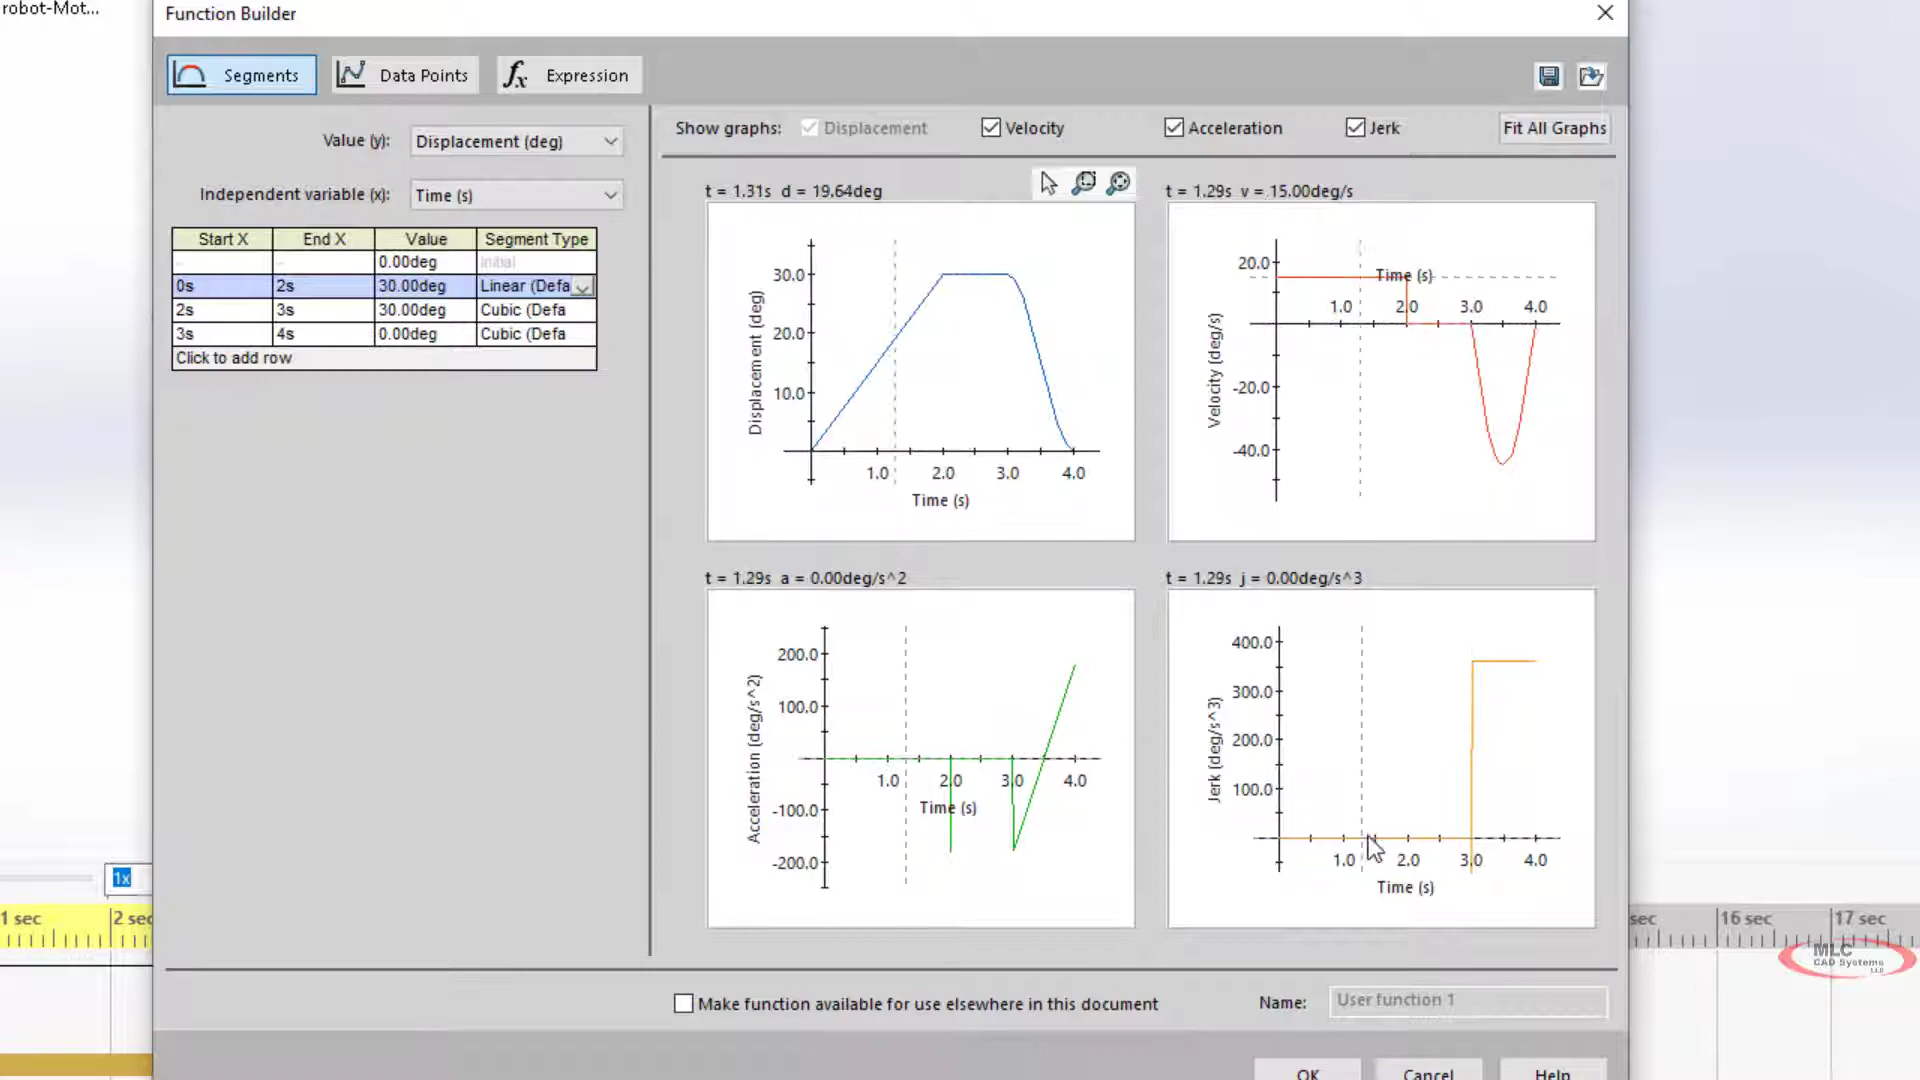 robot-Mot...
Function Builder
Segments
Data Points
fx Expression
Value (y): Displacement (deg)
Independent variable (x): Time (s)
Start X End X Value Segment Type
- - 0.00deg Initial
0s 2s 30.00deg Linear (Defa
2s 3s 30.00deg Cubic (Defa
3s 4s 0.00deg Cubic (Defa
Click to add row
Show graphs: Displacement Velocity Acceleration Jerk Fit All Graphs
t = 1.31s d = 19.64deg
30.0
20.0
10.0
1.0 2.0 3.0 4.0
Displacement (deg)
Time (s)
t = 1.29s v = 15.00deg/s
20.0
Time (s)
1.0 2.0 3.0 4.0
-20.0
-40.0
Velocity (deg/s)
t = 1.29s a = 0.00deg/s^2
200.0
100.0
1.0 2.0 3.0 4.0
Time (s)
-100.0
-200.0
Acceleration (deg/s^2)
t = 1.29s j = 0.00deg/s^3
400.0
300.0
200.0
100.0
1.0 2.0 3.0 4.0
Jerk (deg/s^3)
Time (s)
1x
1 sec 2 sec
sec 16 sec 17 sec
MLC
CAD Systems
LLC
Make function available for use elsewhere in this document
Name: User function 1
OK Cancel Help